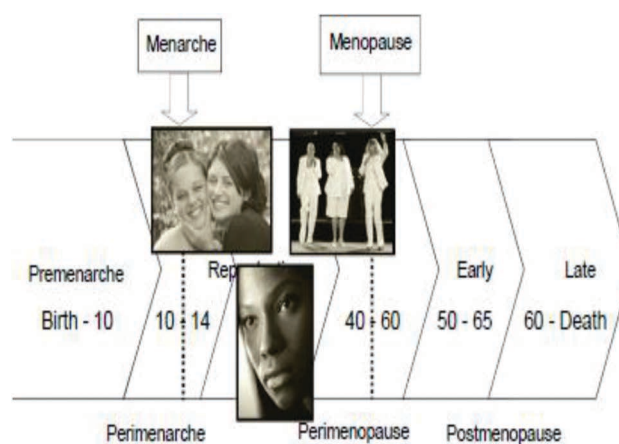 Menarche
Menopause
Premenarche
Early
Late
Birth - 10
10 - 14
40 - 60
50 - 65
60 - Death
Perimenarche
Perimenopause
Postmenopause